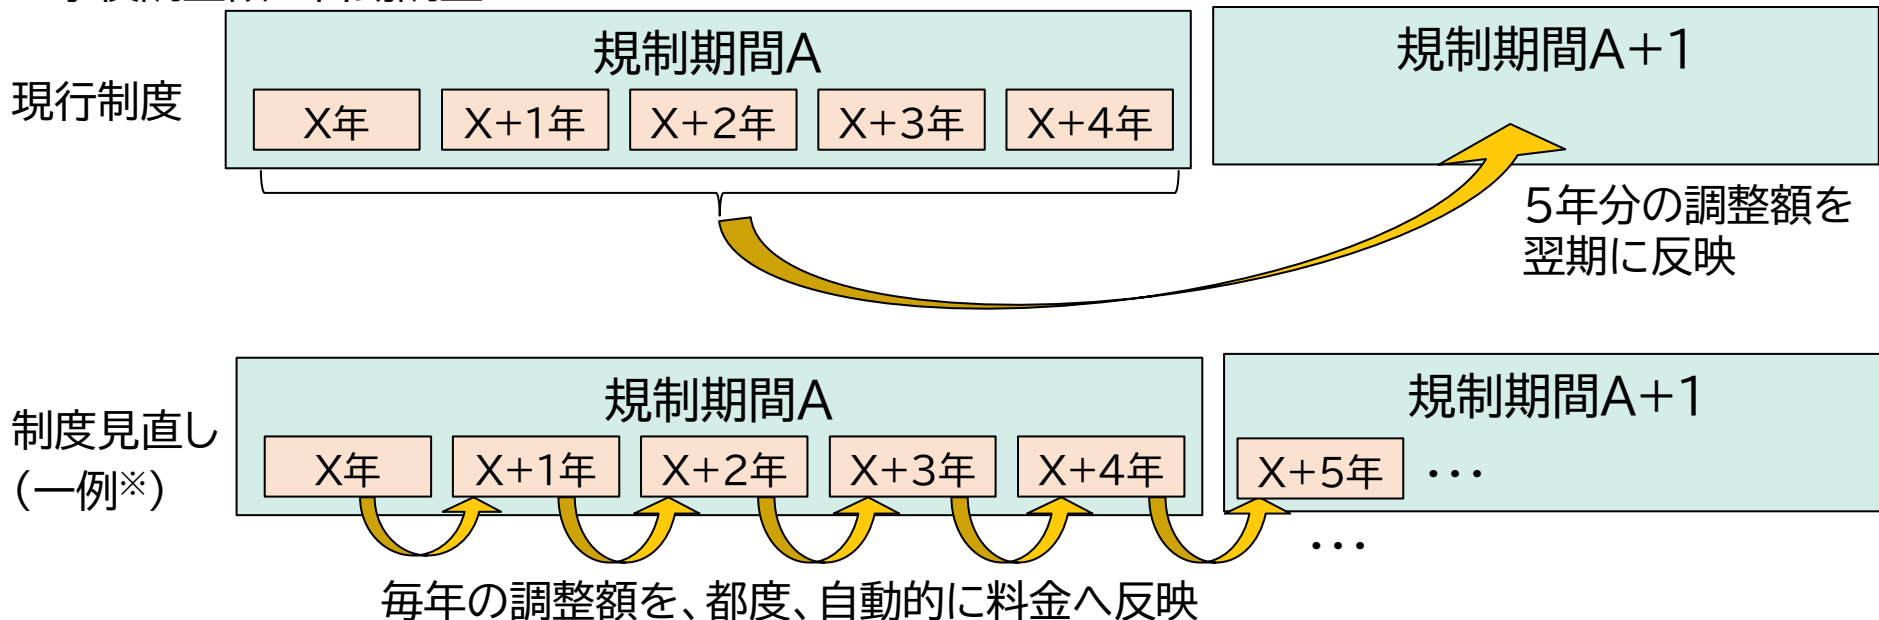 規制期間A
規制期間A+1
現行制度
X年
X+1年
X+2年
X+3年
X+4年
5年分の調整額を
翌期に反映
規制期間A
規制期間A+1
制度見直し
(一例※)
X年
X+1年
X+2年
X+3年
X+4年
X+5年
・・・
・・・
毎年の調整額を、都度、自動的に料金へ反映